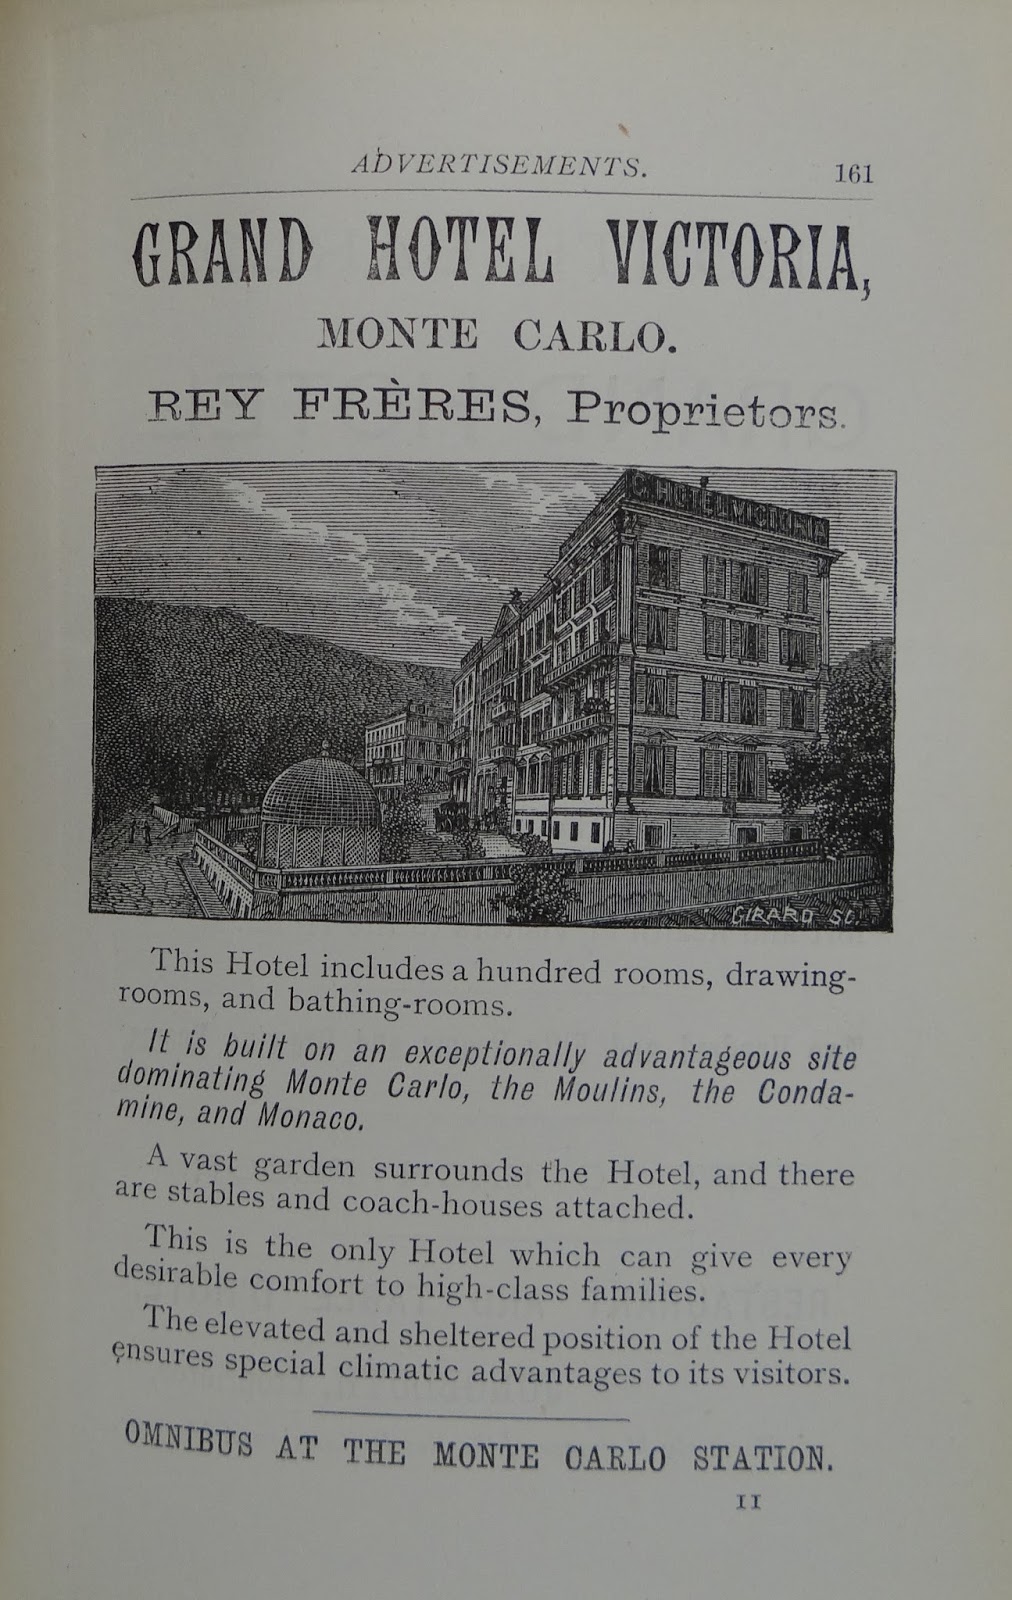 ADVERTISEMENTS. 161
GRAND HOTEL VICTORIA,
MONTE CARLO.
REY FRÈRES, Proprietors.
G. HOTEL VICTORIA
GIRARD SC.
This Hotel includes a hundred rooms, drawing-
rooms, and bathing-rooms.
It is built on an exceptionally advantageous site
dominating Monte Carlo, the Moulins, the Conda-
mine, and Monaco.
A vast garden surrounds the Hotel, and there
are stables and coach-houses attached.
This is the only Hotel which can give every
desirable comfort to high-class families.
The elevated and sheltered position of the Hotel
ensures special climatic advantages to its visitors.
OMNIBUS AT THE MONTE CARLO STATION.
II